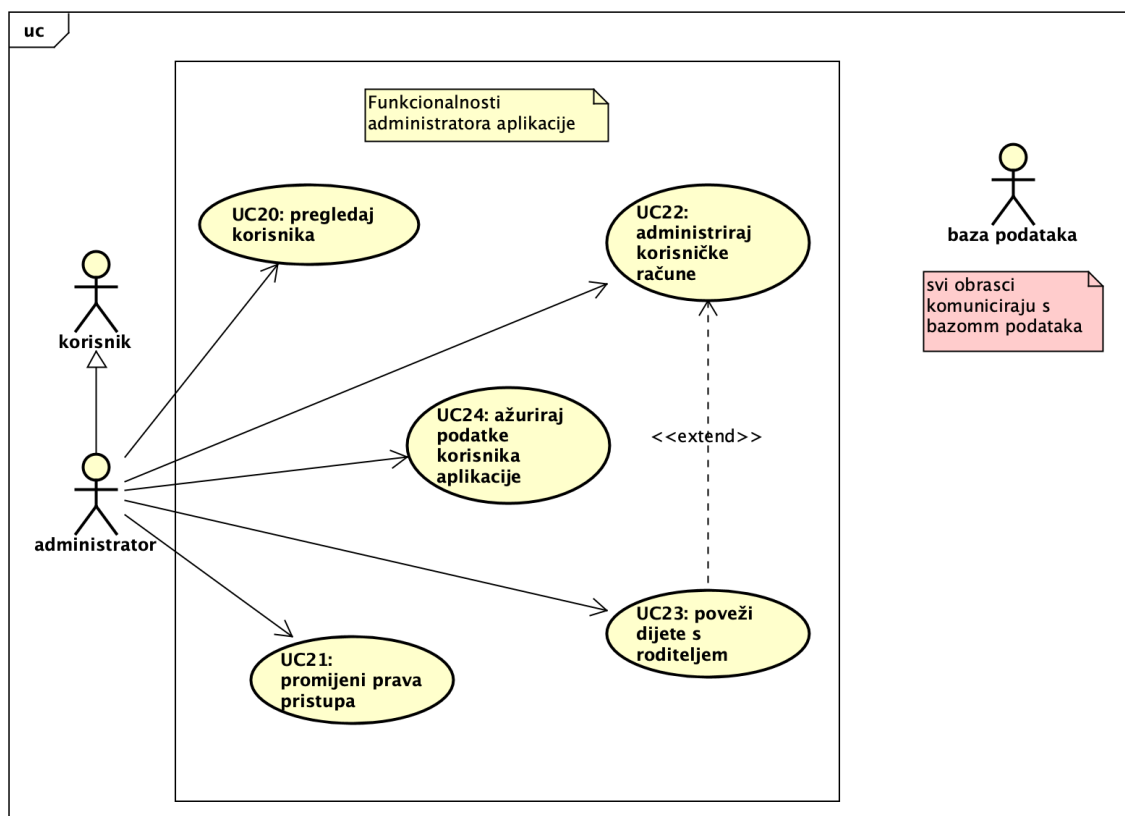 uc
Funkcionalnosti
administratora aplikacije
UC20: pregledaj
korisnika
UC22:
administriraj
korisničke
račune
baza podataka
svi obrasci
komuniciraju s
bazomm podataka
korisnik
UC24: ažuriraj
podatke
korisnika
aplikacije
<<extend>>
administrator
UC23: poveži
dijete s
roditeljem
UC21:
promijeni prava
pristupa